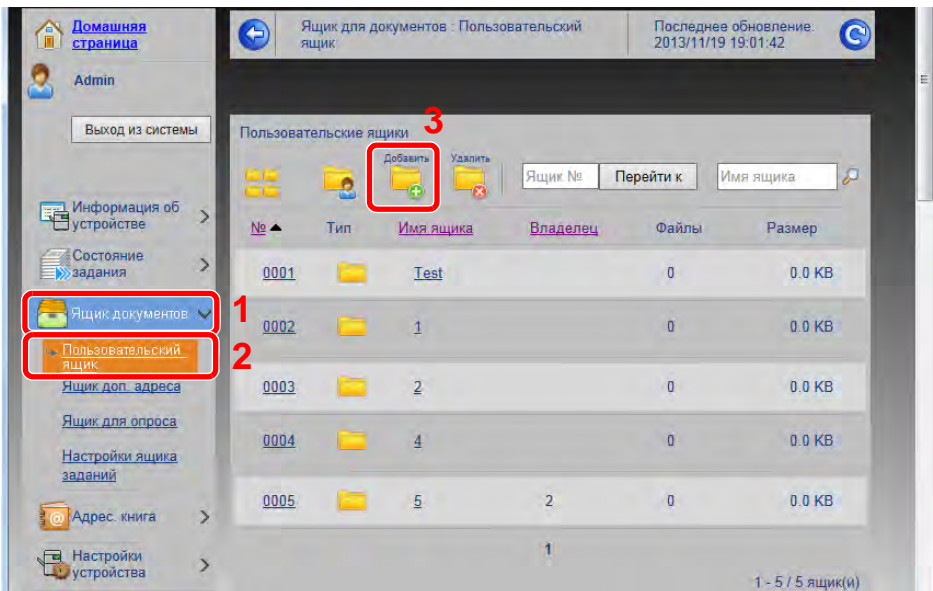 Домашняя
страница
Admin
Выход из системы
Информация об
устройстве
Состояние
задания
Ящик документов
1
Пользовательский
ящик
2
Ящик доп. адреса
Ящик для опроса
Настройки ящика
заданий
Адрес. книга
Настройки
устройства
Ящик для документов : Пользовательский
ящик
Последнее обновление.
2013/11/19 19:01:42
Пользовательские ящики
3
Добавить Удалить
Ящик № Перейти к Имя ящика
№ Тип Имя ящика Владелец Файлы Размер
0001 Test 0 0.0 KB
0002 1 0 0.0 KB
0003 2 0 0.0 KB
0004 4 0 0.0 KB
0005 5 2 0 0.0 KB
1
1 - 5 / 5 ящик(и)